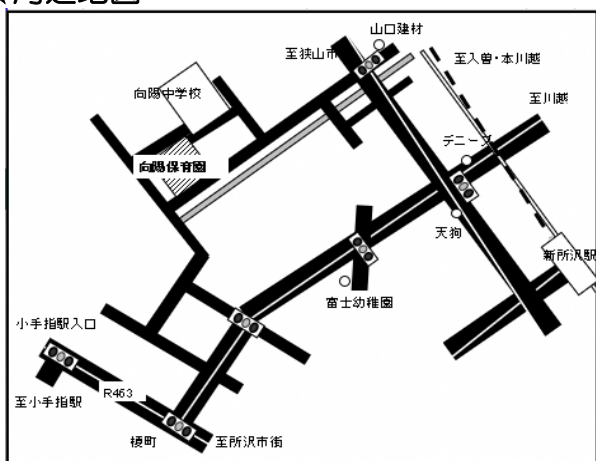 山口建材
至狭山市
至入曽・本川越
向陽中学校
至川越
デニーズ
向陽保育園
天狗
新所沢駅
富士幼稚園
小手指駅入口
R463
至小手指駅
榎町
至所沢市街